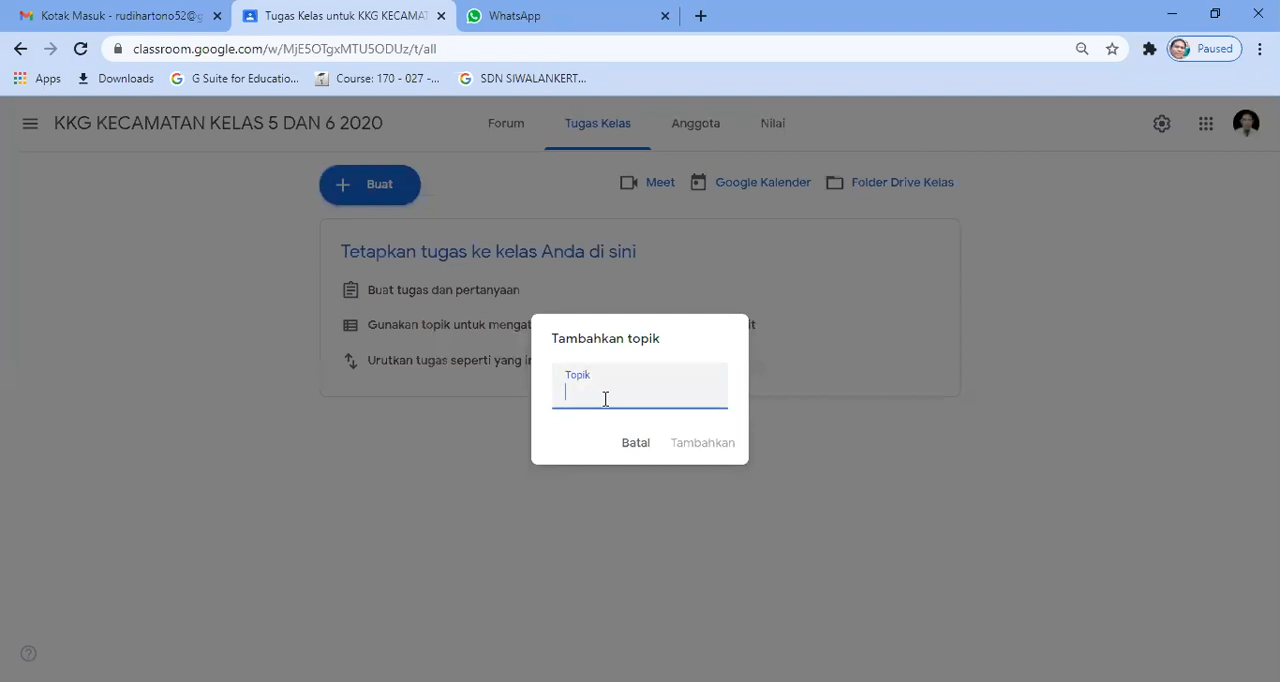 Kotak Masuk - rudihartono52@g
Tugas Kelas untuk KKG KECAMAT
WhatsApp
classroom.google.com/w/MjE5OTgxMTU5ODUz/t/all
Paused
Apps
Downloads
G Suite for Educatio...
Course: 170 - 027 -...
SDN SIWALANKERT...
KKG KECAMATAN KELAS 5 DAN 6 2020
Forum
Tugas Kelas
Anggota
Nilai
Buat
Meet
Google Kalender
Folder Drive Kelas
Tetapkan tugas ke kelas Anda di sini
Buat tugas dan pertanyaan
Gunakan topik untuk mengat
it
Urutkan tugas seperti yang in
Tambahkan topik
Topik
Batal
Tambahkan